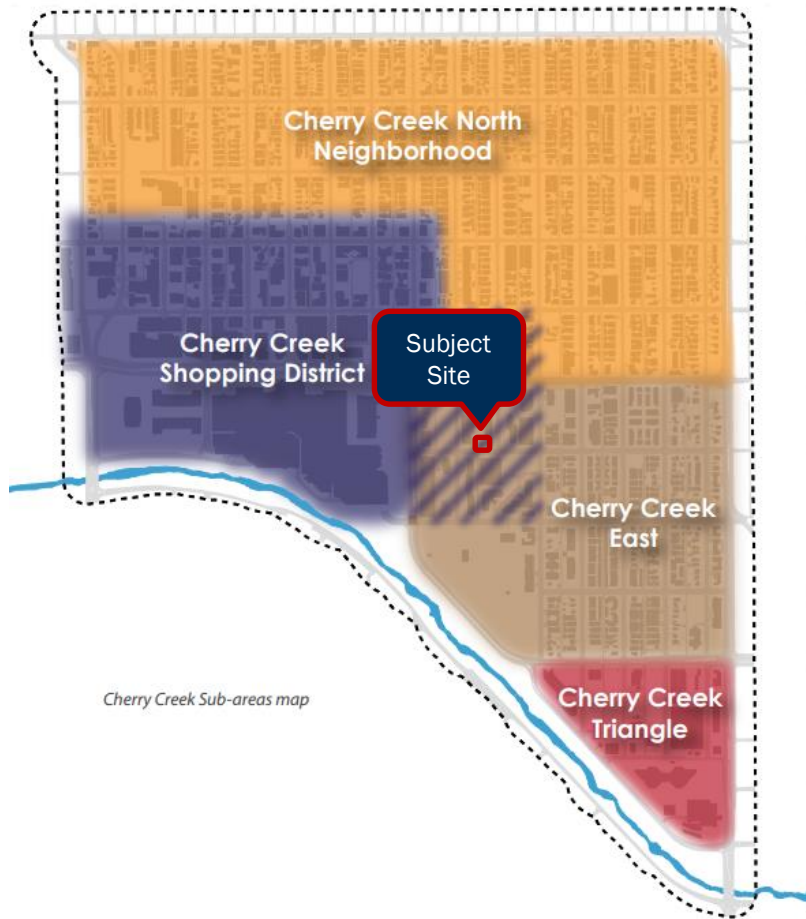 Cherry Creek North
Neighborhood
Cherry Creek
Shopping District
Subject
Site
Cherry Creek
East
Cherry Creek
Triangle
Cherry Creek Sub-areas map